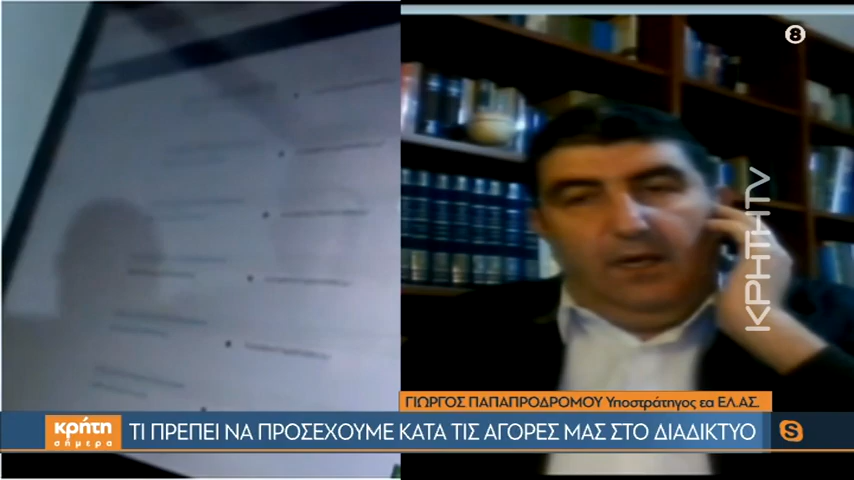 8
ΚΡΗΤΗ TV
ΓΙΩΡΓΟΣ ΠΑΠΑΠΡΟΔΡΟΜΟΥ Υποστράτηγος εα ΕΛ.ΑΣ.
κρήτη
σήμερα
ΤΙ ΠΡΕΠΕΙ ΝΑ ΠΡΟΣΕΧΟΥΜΕ ΚΑΤΑ ΤΙΣ ΑΓΟΡΕΣ ΜΑΣ ΣΤΟ ΔΙΑΔΙΚΤΥΟ
S